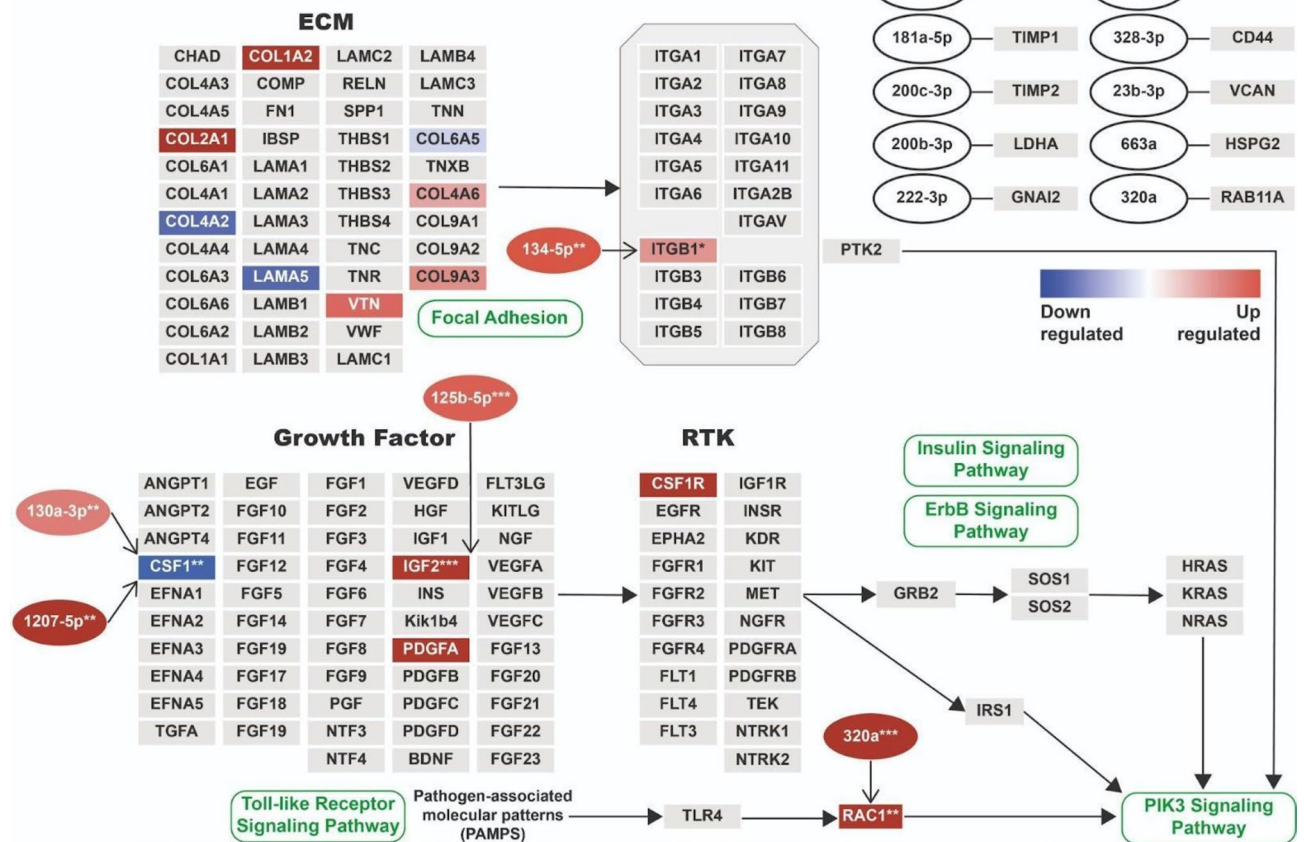 ECM
CHAD COL1A2 LAMC2 LAMB4
COL4A3 COMP RELN LAMC3
COL4A5 FN1 SPP1 TNN
COL2A1 IBSP THBS1 COL6A5
COL6A1 LAMA1 THBS2 TNXB
COL4A1 LAMA2 THBS3 COL4A6
COL4A2 LAMA3 THBS4 COL9A1
COL4A4 LAMA4 TNC COL9A2
COL6A3 LAMA5 TNR COL9A3
COL6A6 LAMB1 VTN
COL6A2 LAMB2 VWF
COL1A1 LAMB3 LAMC1
Focal Adhesion
134-5p**
ITGA1 ITGA7
ITGA2 ITGA8
ITGA3 ITGA9
ITGA4 ITGA10
ITGA5 ITGA11
ITGA6 ITGA2B
ITGAV
ITGB1*
ITGB3 ITGB6
ITGB4 ITGB7
ITGB5 ITGB8
PTK2
181a-5p TIMP1 328-3p CD44
200c-3p TIMP2 23b-3p VCAN
200b-3p LDHA 663a HSPG2
222-3p GNAI2 320a RAB11A
Down Up
regulated regulated
125b-5p***
Growth Factor
130a-3p**
1207-5p**
ANGPT1 EGF FGF1 VEGFD FLT3LG
ANGPT2 FGF10 FGF2 HGF KITLG
ANGPT4 FGF11 FGF3 IGF1 NGF
CSF1** FGF12 FGF4 IGF2*** VEGFA
EFNA1 FGF5 FGF6 INS VEGFB
EFNA2 FGF14 FGF7 Kik1b4 VEGFC
EFNA3 FGF19 FGF8 PDGFA FGF13
EFNA4 FGF17 FGF9 PDGFB FGF20
EFNA5 FGF18 PGF PDGFC FGF21
TGFA FGF19 NTF3 PDGFD FGF22
NTF4 BDNF FGF23
RTK
CSF1R IGF1R
EGFR INSR
EPHA2 KDR
FGFR1 KIT
FGFR2 MET
FGFR3 NGFR
FGFR4 PDGFRA
FLT1 PDGFRB
FLT4 TEK
FLT3 NTRK1
NTRK2
Insulin Signaling
Pathway
ErbB Signaling
Pathway
GRB2
SOS1
SOS2
HRAS
KRAS
NRAS
IRS1
320a***
Toll-like Receptor
Signaling Pathway
Pathogen-associated
molecular patterns
(PAMPS)
TLR4
RAC1**
PIK3 Signaling
Pathway